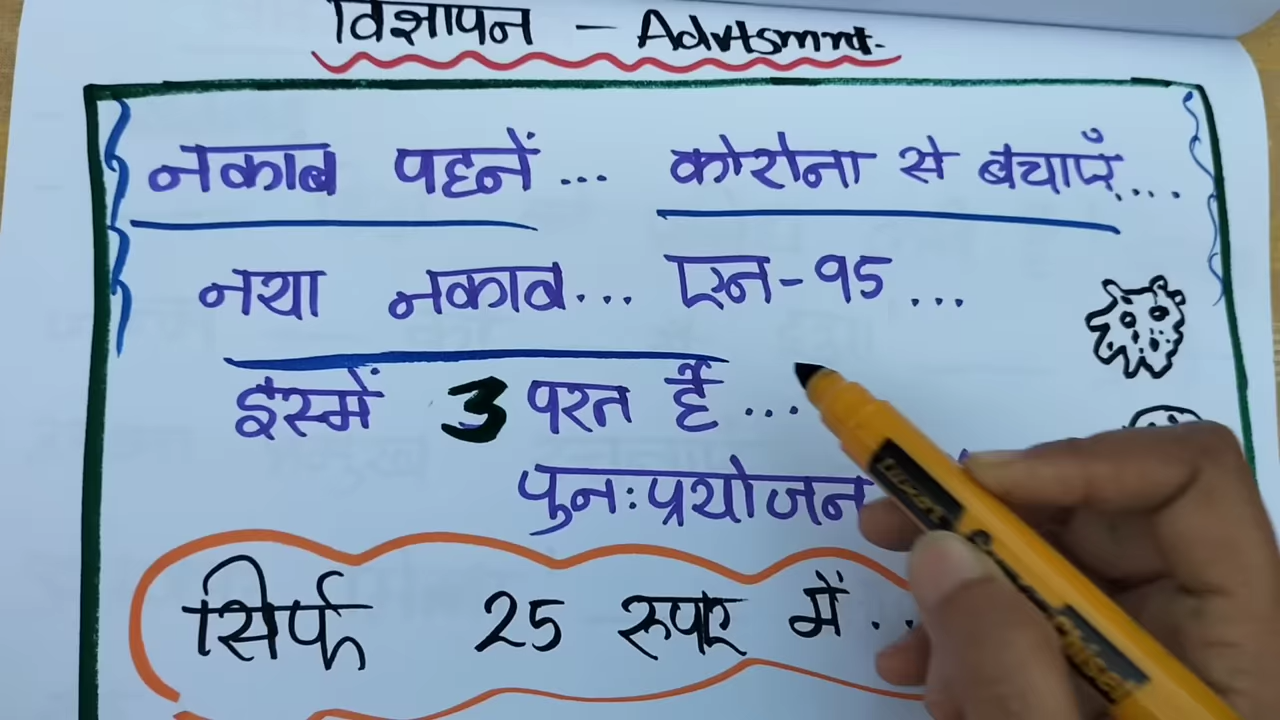 विज्ञापन - Advtsmnt.
नकाब पहनें... कोरोना से बचाएँ...
नया नकाब... एन-95...
इसमें 3 परत हैं...
पुनःप्रयोजन
सिर्फ 25 रुपए में...